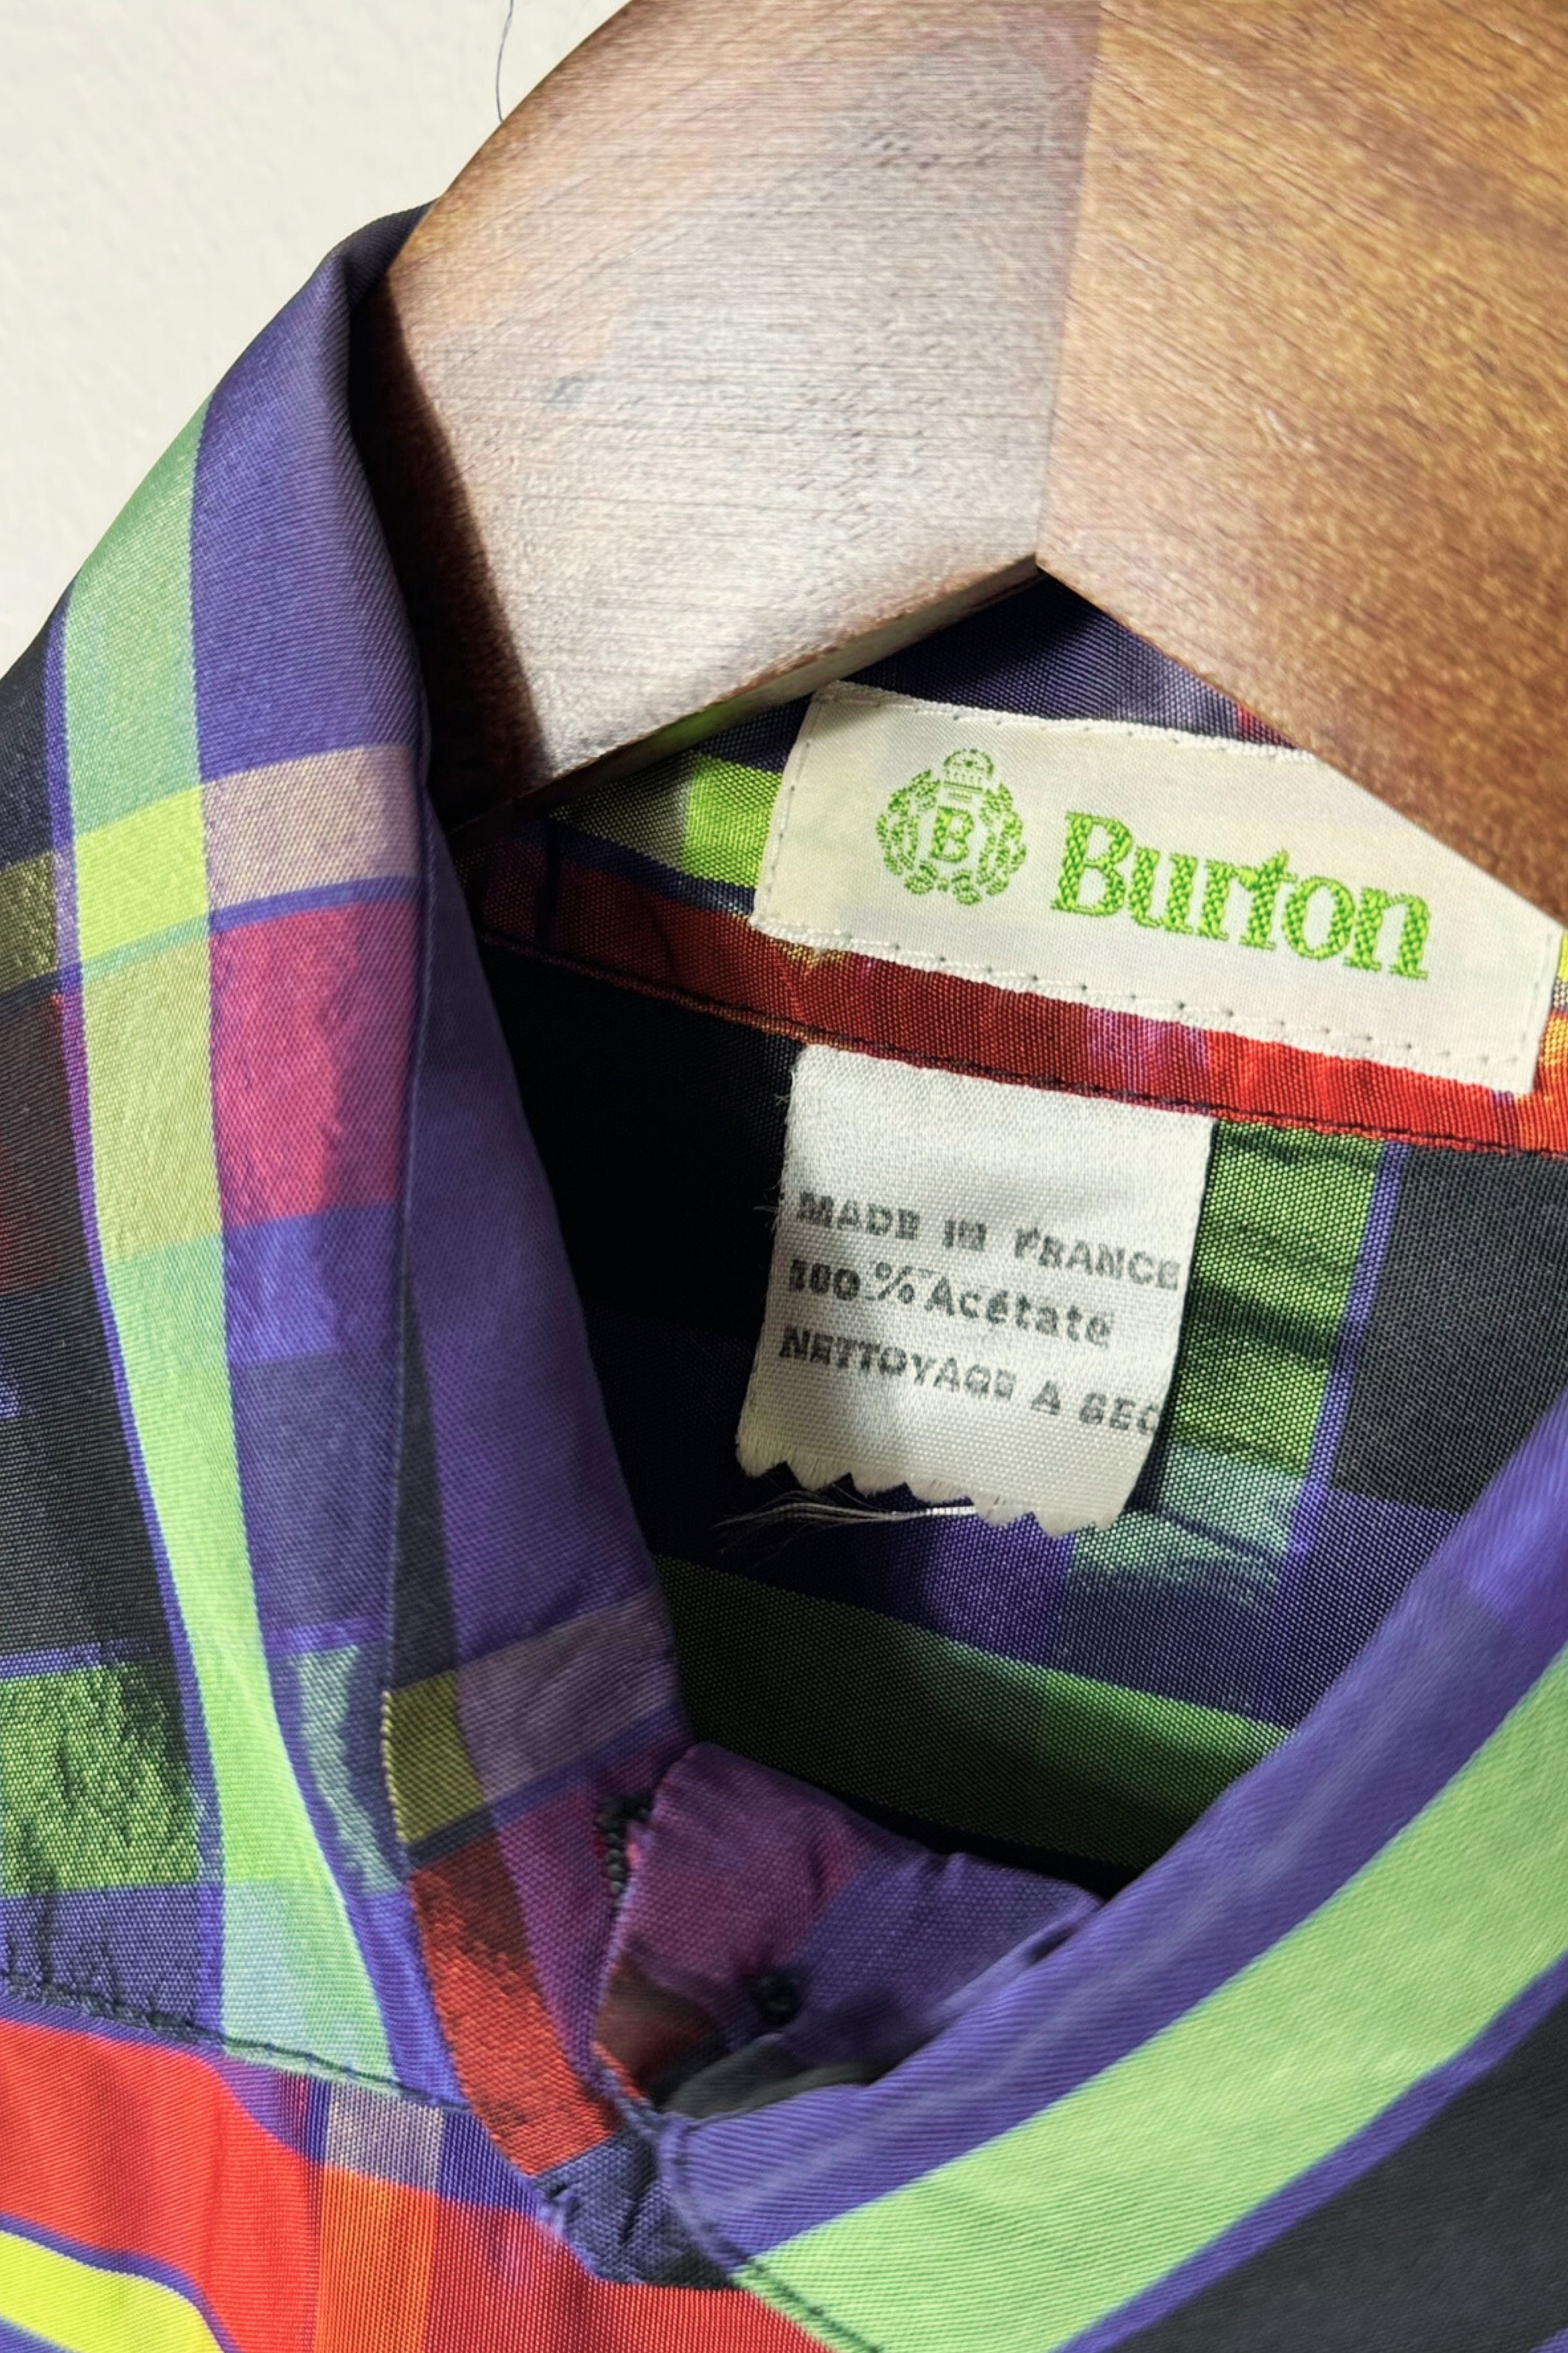 B
Burton
MADE IN FRANCE
100 % Acétate
NETTOYAGE A SEC